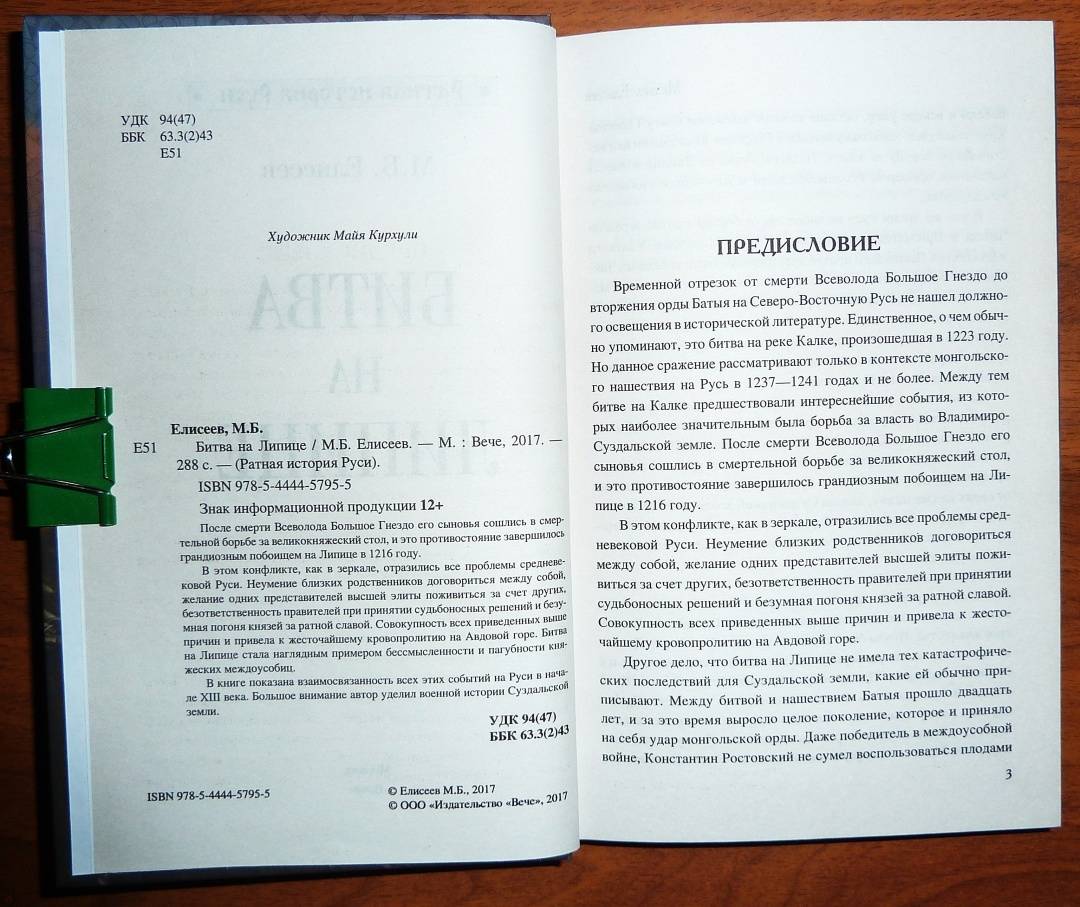 УДК 94(47)
ББК 63.3(2)43
Е51
Художник Майя Курхули
Елисеев, М.Б.
Е51 Битва на Липице / М.Б. Елисеев. — М. : Вече, 2017. —
288 с. — (Ратная история Руси).
ISBN 978-5-4444-5795-5
Знак информационной продукции 12+
После смерти Всеволода Большое Гнездо его сыновья сошлись в смер-
тельной борьбе за великокняжеский стол, и это противостояние завершилось
грандиозным побоищем на Липице в 1216 году.
В этом конфликте, как в зеркале, отразились все проблемы средневе-
ковой Руси. Неумение близких родственников договориться между собой,
желание одних представителей высшей элиты поживиться за счет других,
безответственность правителей при принятии судьбоносных решений и безу-
мная погоня князей за ратной славой. Совокупность всех приведенных выше
причин и привела к жесточайшему кровопролитию на Авдовой горе. Битва
на Липице стала наглядным примером бессмысленности и пагубности кня-
жеских междоусобиц.
В книге показана взаимосвязанность всех этих событий на Руси в нача-
ле XIII века. Большое внимание автор уделил военной истории Суздальской
земли.
УДК 94(47)
ББК 63.3(2)43
ISBN 978-5-4444-5795-5
© Елисеев М.Б., 2017
© ООО «Издательство «Вече», 2017
ПРЕДИСЛОВИЕ
Временной отрезок от смерти Всеволода Большое Гнездо до
вторжения орды Батыя на Северо-Восточную Русь не нашел должно-
го освещения в исторической литературе. Единственное, о чем обыч-
но упоминают, это битва на реке Калке, произошедшая в 1223 году.
Но данное сражение рассматривают только в контексте монгольско-
го нашествия на Русь в 1237—1241 годах и не более. Между тем
битве на Калке предшествовали интереснейшие события, из кото-
рых наиболее значительным была борьба за власть во Владимиро-
Суздальской земле. После смерти Всеволода Большое Гнездо его
сыновья сошлись в смертельной борьбе за великокняжеский стол,
и это противостояние завершилось грандиозным побоищем на Ли-
пице в 1216 году.
В этом конфликте, как в зеркале, отразились все проблемы сред-
невековой Руси. Неумение близких родственников договориться
между собой, желание одних представителей высшей элиты пожи-
виться за счет других, безответственность правителей при принятии
судьбоносных решений и безумная погоня князей за ратной славой.
Совокупность всех приведенных выше причин и привела к жесто-
чайшему кровопролитию на Авдовой горе.
Другое дело, что битва на Липице не имела тех катастрофиче-
ских последствий для Суздальской земли, какие ей обычно при-
писывают. Между битвой и нашествием Батыя прошло двадцать
лет, и за это время выросло целое поколение, которое и приняло
на себя удар монгольской орды. Даже победитель в междоусобной
войне, Константин Ростовский не сумел воспользоваться плодами
3